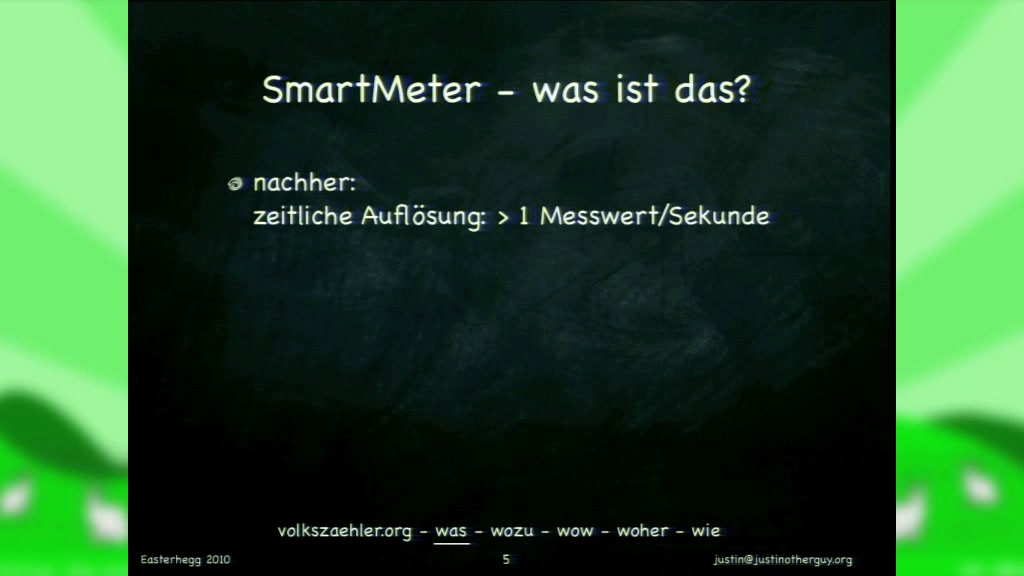 SmartMeter - was ist das?
nachher:
zeitliche Auflösung: > 1 Messwert/Sekunde
volkszaehler.org - was - wozu - wow - woher - wie
Easterhegg 2010
5
justin@justinotherguy.org